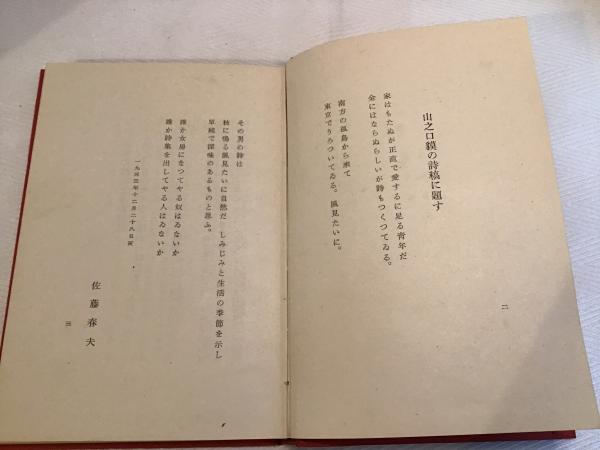 山之口貘の詩稿に題す
家はもたぬが正直で愛するに足る青年だ
金にはならぬらしいが詩もつくつてゐる。
南方の孤島から来て
東京でうろついてゐる。風見たいに。
二
その男の詩は
枝に鳴る風見たいに自然だ しみじみと生活の季節を示し
単純で深味のあるものと思ふ。
誰か女房になつてやる奴はゐないか
誰か詩集を出してやる人はゐないか
一九三三年十二月二十八日夜
佐藤春夫
三